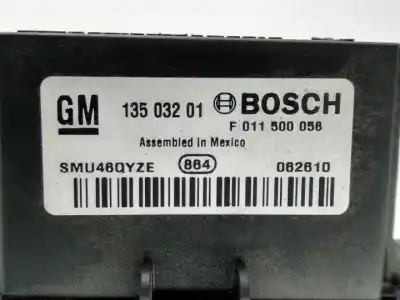 GM 135 032 01 BOSCH
F 011 500 056
Assembled in Mexico
SMU46QYZE 864 062610